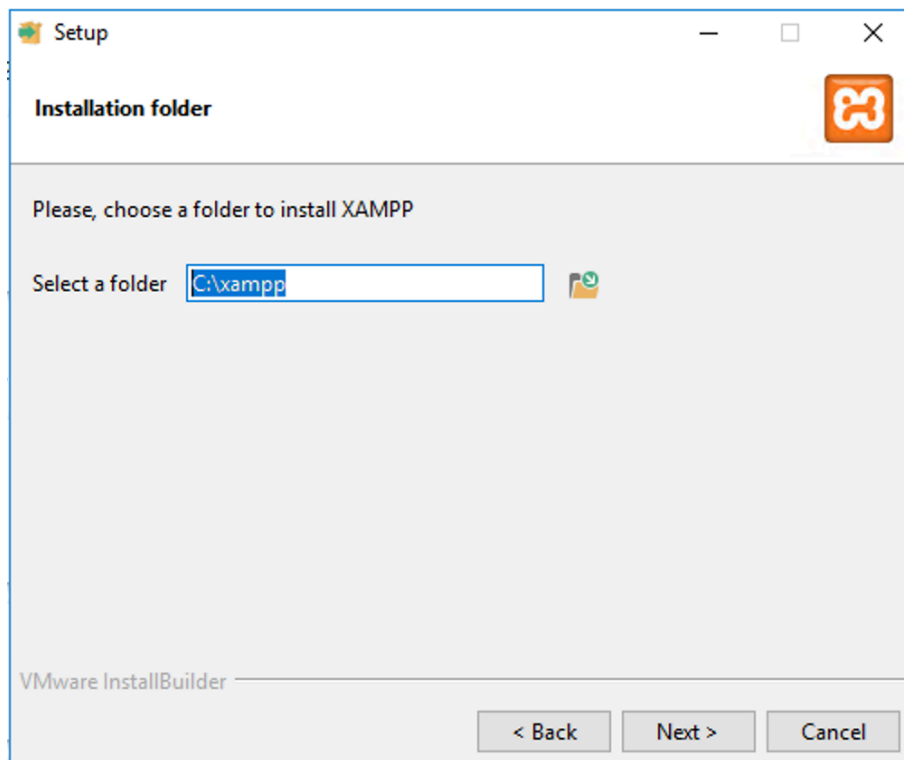 Setup
Installation folder
Please, choose a folder to install XAMPP
Select a folder C:\xampp
VMware InstallBuilder
< Back Next > Cancel